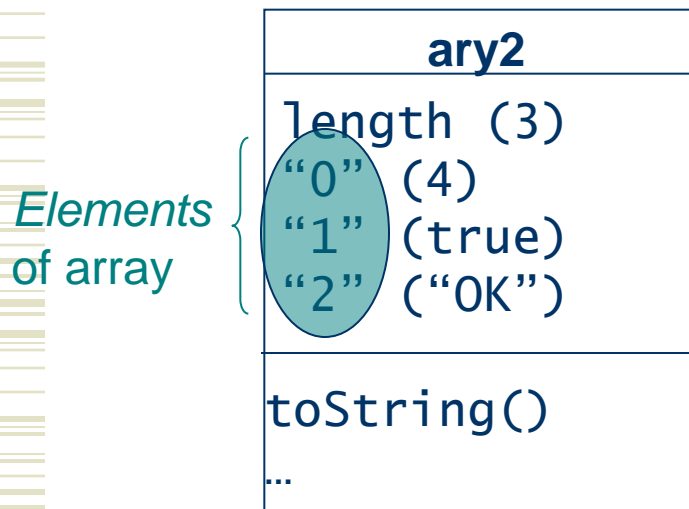 ary2
length (3)
“0” (4)
“1” (true)
“2” (“OK”)
Elements
of array
toString()
…